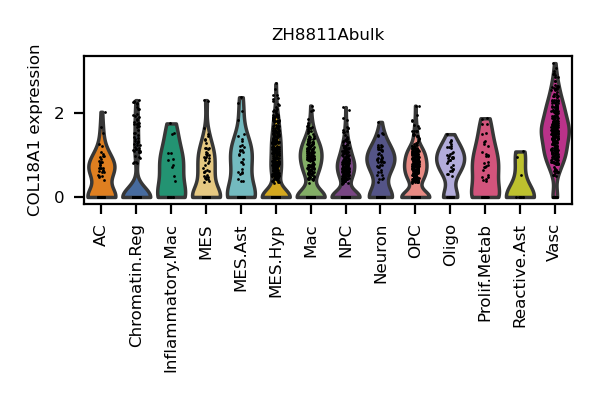 ZH8811Abulk
COL18A1 expression
2
0
AC
Chromatin.Reg
Inflammatory.Mac
MES
MES.Ast
MES.Hyp
Mac
NPC
Neuron
OPC
Oligo
Prolif.Metab
Reactive.Ast
Vasc